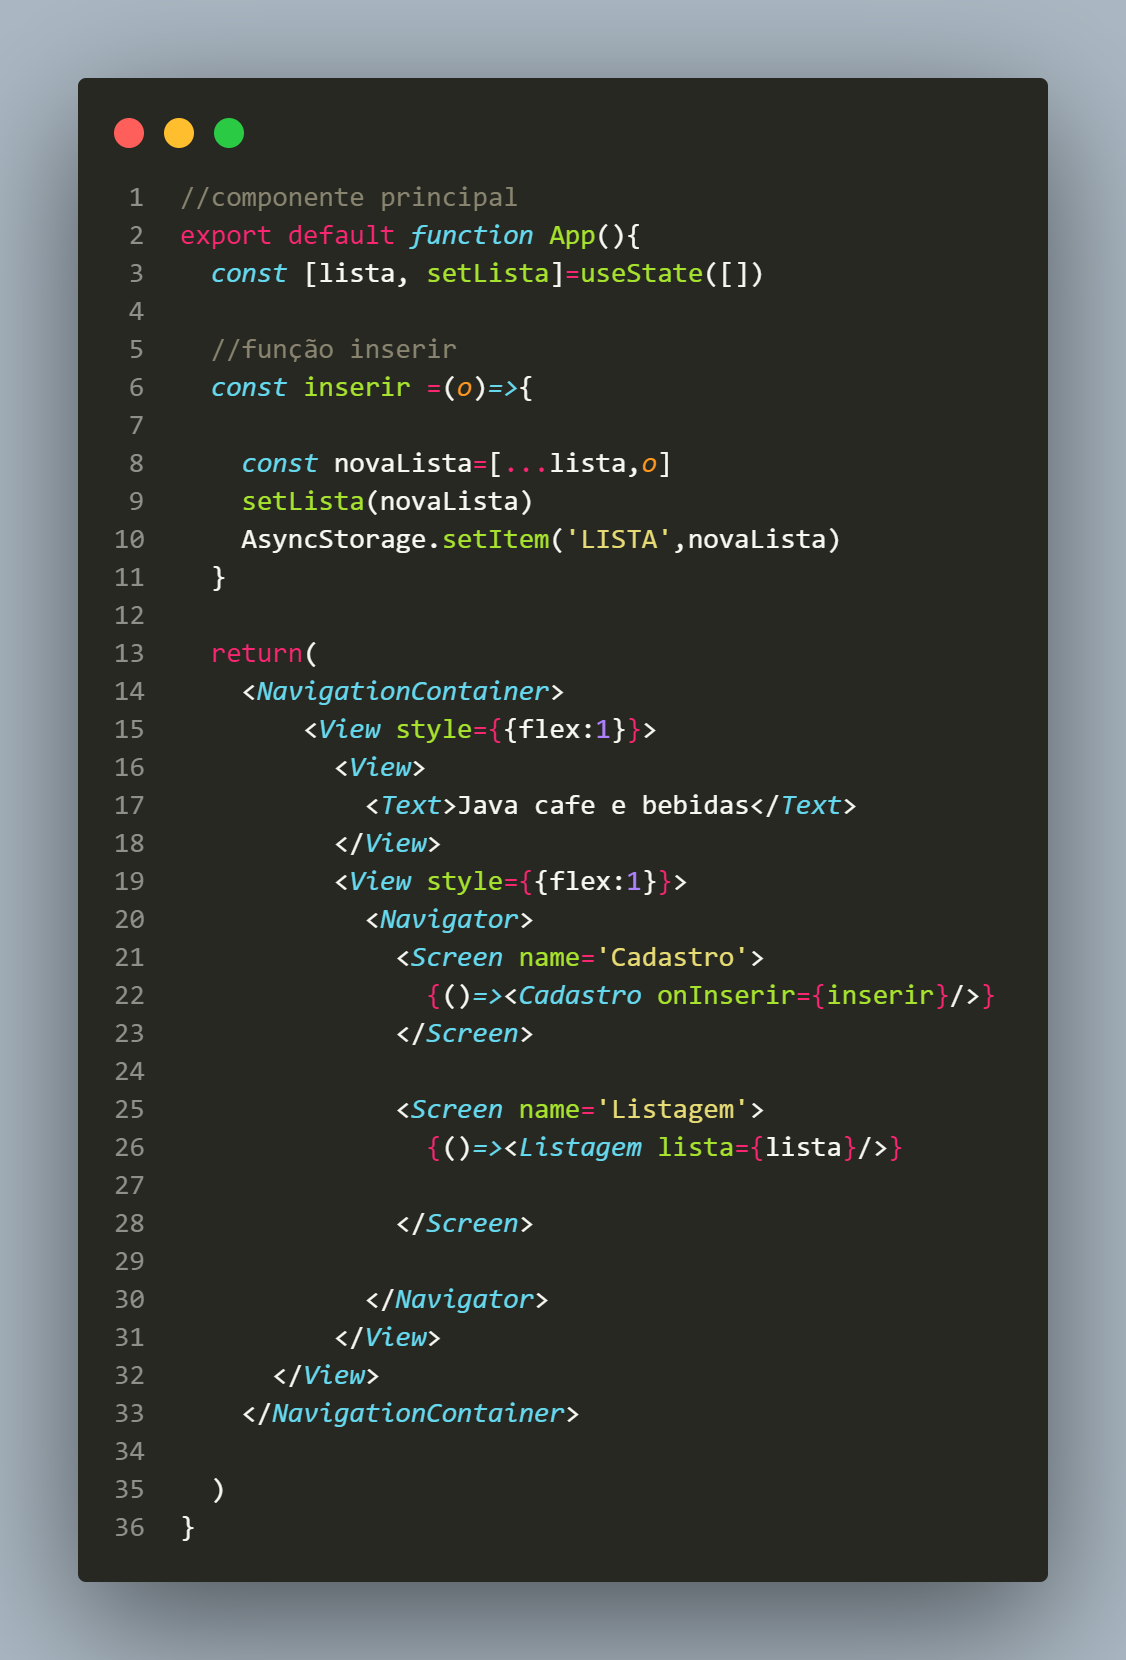 1 //componente principal
2 export default function App(){
3   const [lista, setLista]=useState([])
4
5   //função inserir
6   const inserir =(o)=>{
7
8     const novaLista=[...lista,o]
9     setLista(novaLista)
10     AsyncStorage.setItem('LISTA',novaLista)
11   }
12
13   return(
14     <NavigationContainer>
15         <View style={{flex:1}}>
16           <View>
17             <Text>Java cafe e bebidas</Text>
18           </View>
19           <View style={{flex:1}}>
20             <Navigator>
21               <Screen name='Cadastro'>
22                 {()=><Cadastro onInserir={inserir}/>}
23               </Screen>
24
25               <Screen name='Listagem'>
26                 {()=><Listagem lista={lista}/>}
27
28               </Screen>
29
30             </Navigator>
31           </View>
32       </View>
33     </NavigationContainer>
34
35   )
36 }